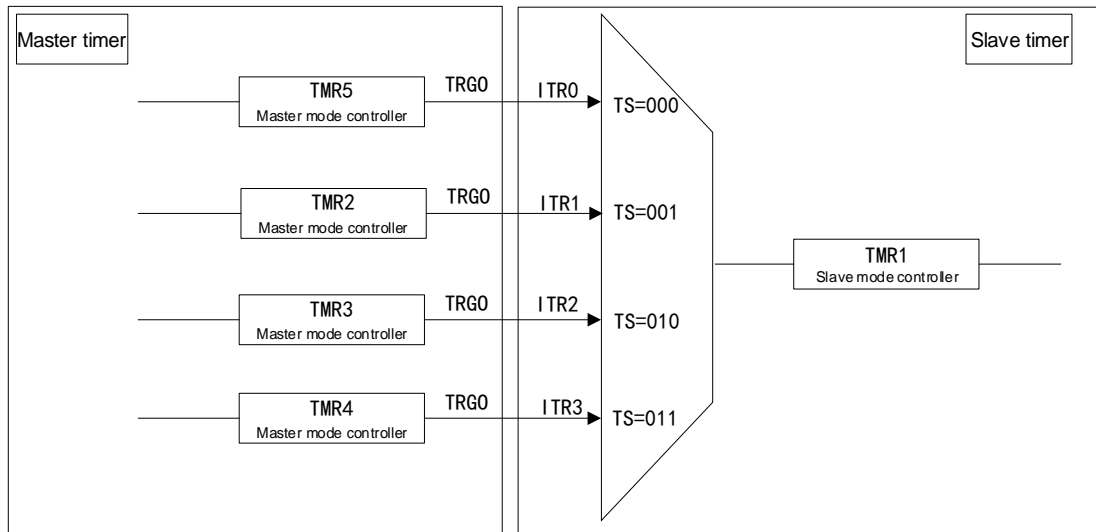 Master timer
Slave timer
TMR5
Master mode controller
TRGO
ITR0
TS=000
TMR2
Master mode controller
TRGO
ITR1
TS=001
TMR1
Slave mode controller
TMR3
Master mode controller
TRGO
ITR2
TS=010
TMR4
Master mode controller
TRGO
ITR3
TS=011